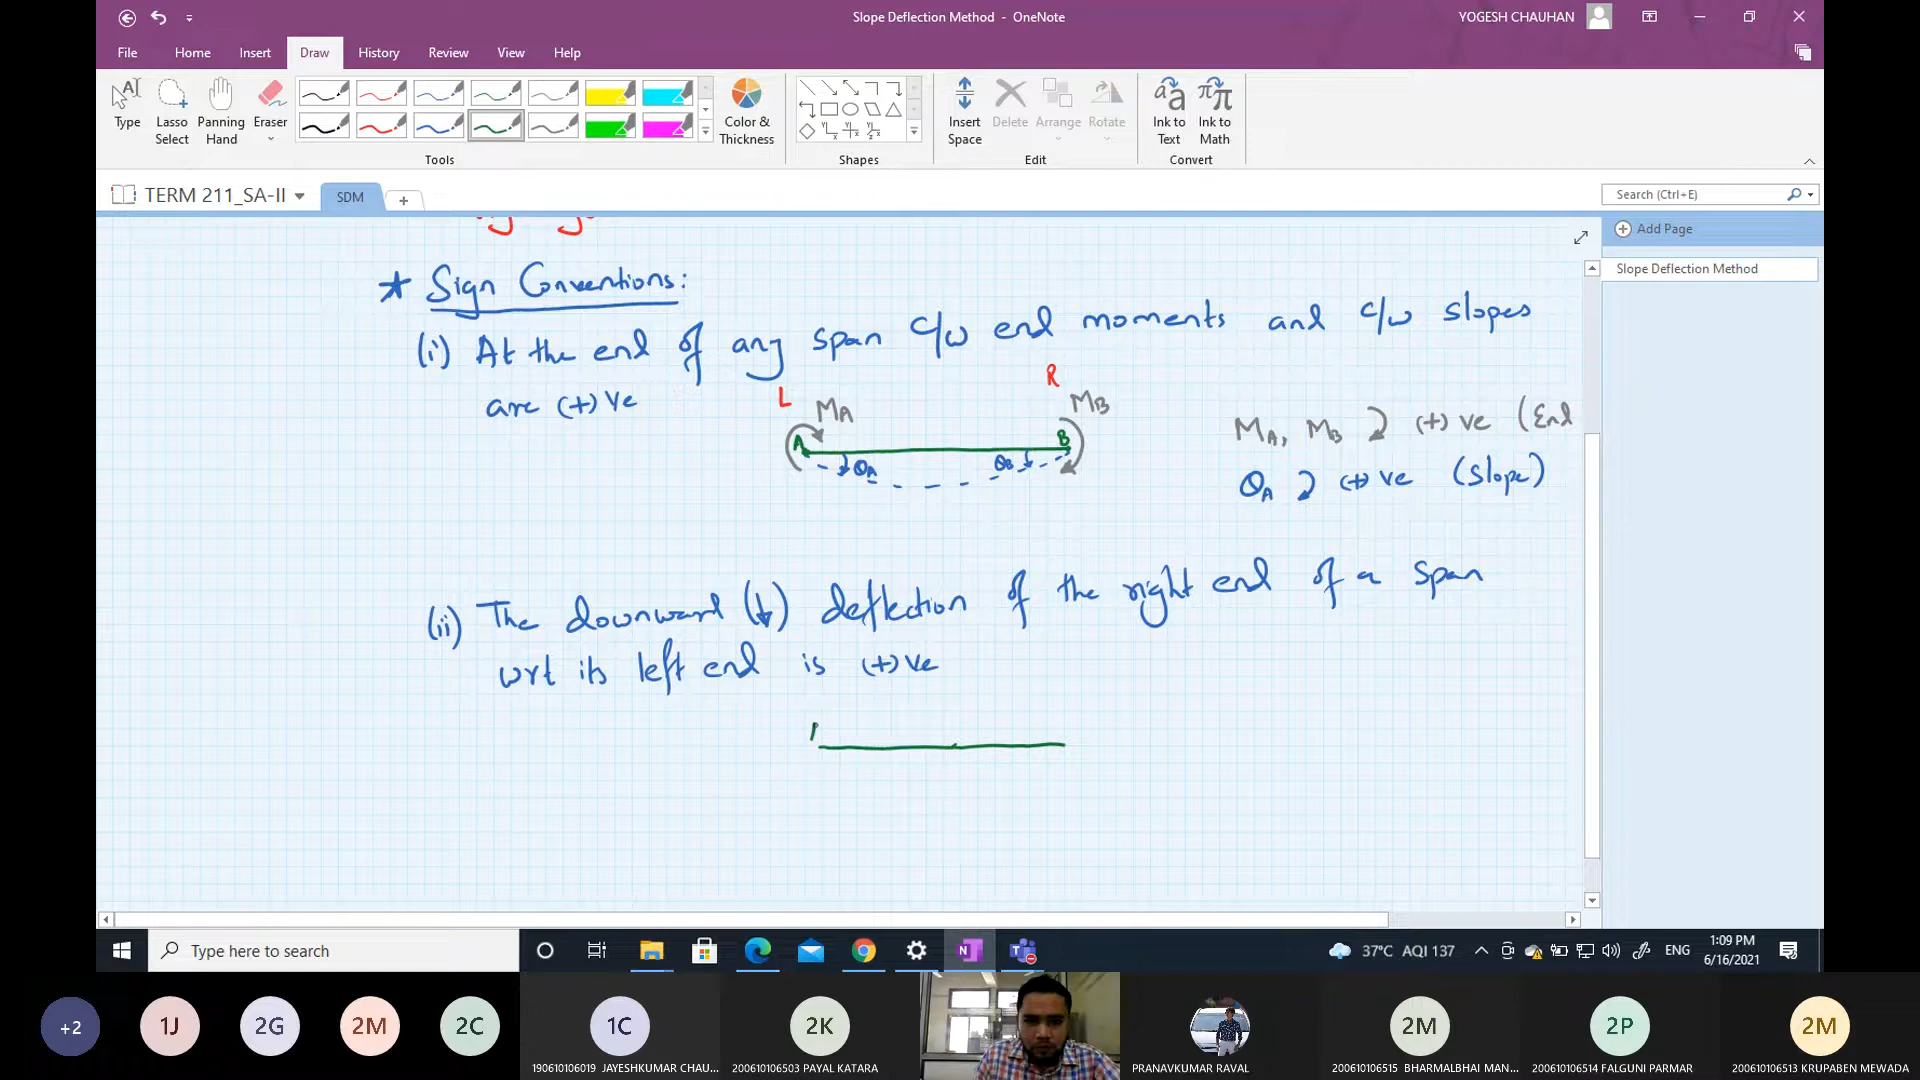 Slope Deflection Method - OneNote
YOGESH CHAUHAN
File Home Insert Draw History Review View Help
Type
Lasso Select
Panning Hand
Eraser
Color & Thickness
Insert Space
Delete
Arrange
Rotate
Ink to Text
Ink to Math
Tools
Shapes
Edit
Convert
TERM 211_SA-II
SDM
Search (Ctrl+E)
Add Page
Slope Deflection Method
* Sign Conventions:
(i) At the end of any span c/w end moments and c/w slopes
are (+)ve
L
R
MA
MB
A
B
θA
θB
MA, MB (+)ve (End
θA (+)ve (slope)
(ii) The downward (↓) deflection of the right end of a span
wrt its left end is (+)ve
Type here to search
37°C AQI 137
ENG
1:09 PM
6/16/2021
+2
1J
2G
2M
2C
1C
2K
2M
2P
2M
190610106019 JAYESHKUMAR CHAU...
200610106503 PAYAL KATARA
PRANAVKUMAR RAVAL
200610106515 BHARMALBHAI MAN...
200610106514 FALGUNI PARMAR
200610106513 KRUPABEN MEWADA